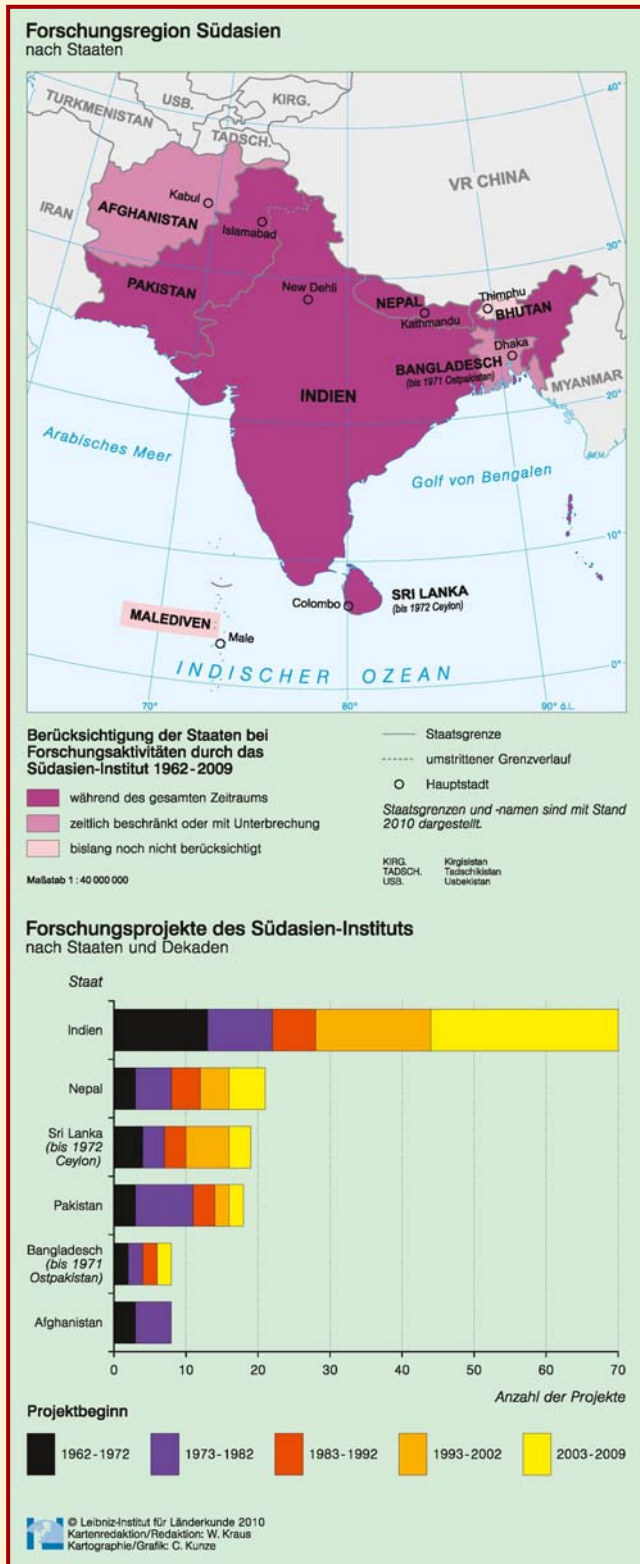 Forschungsregion Südasien
nach Staaten
40°
USB.
KIRG.
TURKMENISTAN
TADSCH.
VR CHINA
IRAN
Kabul
AFGHANISTAN
Islamabad
30°
PAKISTAN
New Dehli
NEPAL
Kathmandu
Thimphu
BHUTAN
Dhaka
BANGLADESCH
(bis 1971 Ostpakistan)
INDIEN
MYANMAR
20°
Arabisches Meer
Golf von Bengalen
10°
Colombo
SRI LANKA
(bis 1972 Ceylon)
MALEDIVEN
Male
INDISCHER OZEAN
0°
70°
80°
90° ö.L.
Berücksichtigung der Staaten bei
Forschungsaktivitäten durch das
Südasien-Institut 1962-2009
während des gesamten Zeitraums
zeitlich beschränkt oder mit Unterbrechung
bislang noch nicht berücksichtigt
Maßstab 1 : 40 000 000
Staatsgrenze
umstrittener Grenzverlauf
Hauptstadt
Staatsgrenzen und -namen sind mit Stand
2010 dargestellt.
KIRG. Kirgisistan
TADSCH. Tadschikistan
USB. Usbekistan
Forschungsprojekte des Südasien-Instituts
nach Staaten und Dekaden
Staat
Indien
Nepal
Sri Lanka
(bis 1972
Ceylon)
Pakistan
Bangladesch
(bis 1971
Ostpakistan)
Afghanistan
0 10 20 30 40 50 60 70
Anzahl der Projekte
Projektbeginn
1962-1972 1973-1982 1983-1992 1993-2002 2003-2009
© Leibniz-Institut für Länderkunde 2010
Kartenredaktion/Redaktion: W. Kraus
Kartographie/Grafik: C. Kunze